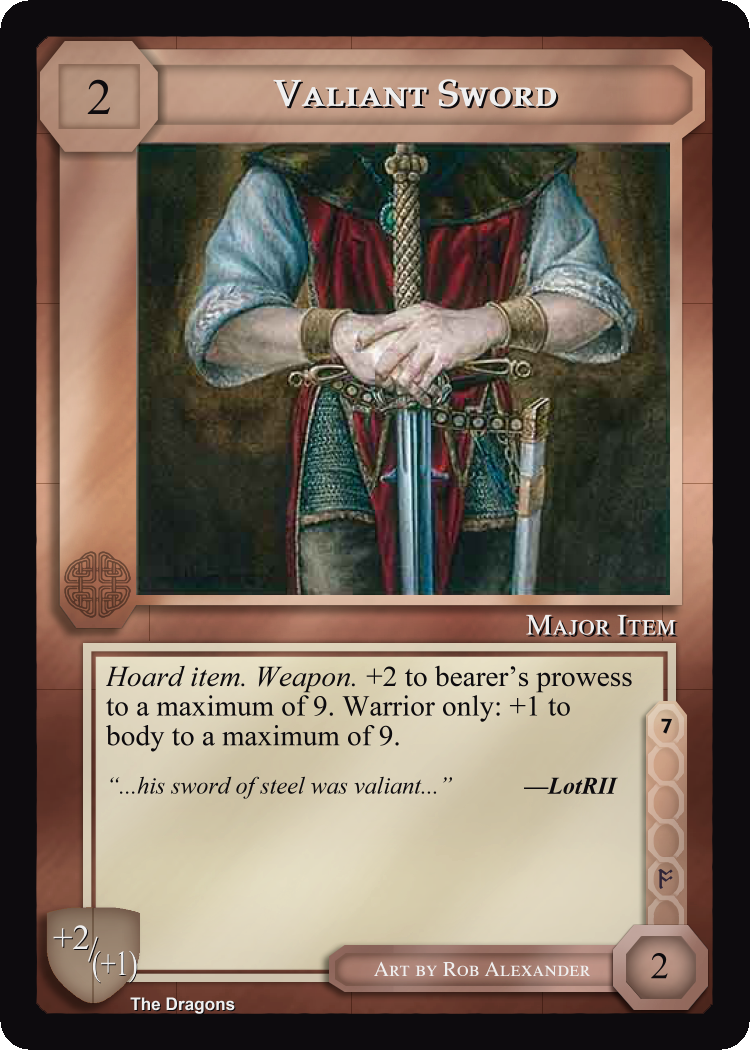 2
VALIANT SWORD
MAJOR ITEM
Hoard item. Weapon. +2 to bearer’s prowess
to a maximum of 9. Warrior only: +1 to
body to a maximum of 9.
“...his sword of steel was valiant...” —LotRII
7
+2/(+1)
ART BY ROB ALEXANDER
2
The Dragons